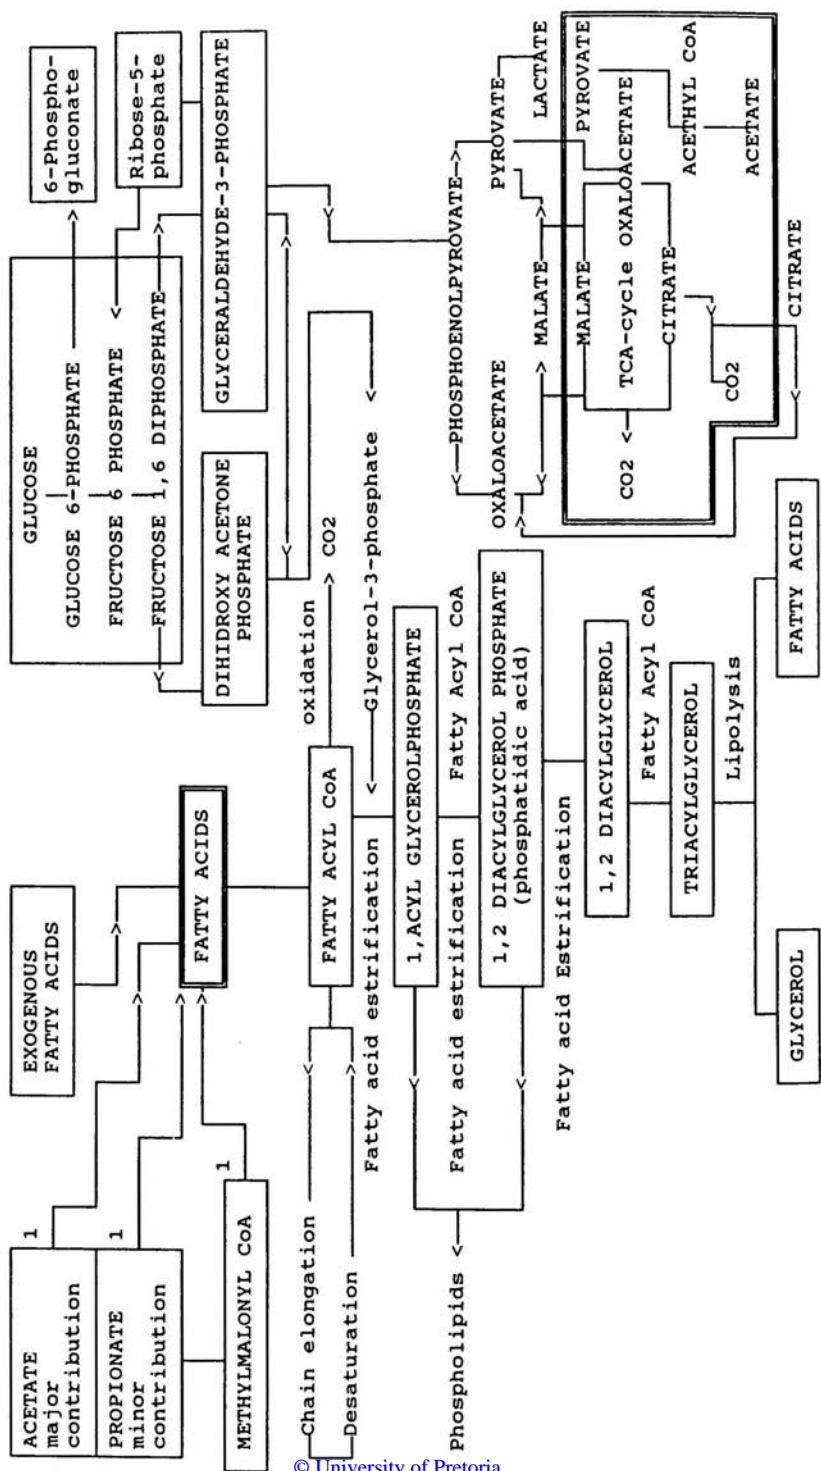 ACETATE
major
contribution
1
PROPIONATE
minor
contribution
1
METHYLMALONYL CoA
1
EXOGENOUS
FATTY ACIDS
FATTY ACIDS
GLUCOSE
GLUCOSE 6-PHOSPHATE
6-Phospho-
gluconate
FRUCTOSE 6 PHOSPHATE
Ribose-5-
phosphate
FRUCTOSE 1,6 DIPHOSPHATE
DIHIDROXY ACETONE
PHOSPHATE
GLYCERALDEHYDE-3-PHOSPHATE
Chain elongation
Desaturation
FATTY ACYL CoA
oxidation
CO2
Fatty acid estrification
Glycerol-3-phosphate
1,ACYL GLYCEROLPHOSPHATE
Fatty acid estrification
Fatty Acyl CoA
Phospholipids
1,2 DIACYLGLYCEROL PHOSPHATE
(phosphatidic acid)
Fatty acid Estrification
1,2 DIACYLGLYCEROL
Fatty Acyl CoA
TRIACYLGLYCEROL
Lipolysis
GLYCEROL
FATTY ACIDS
PHOSPHOENOLPYROVATE
OXALOACETATE
PYROVATE
MALATE
LACTATE
MALATE
PYROVATE
CO2
TCA-cycle OXALOACETATE
CITRATE
ACETHYL CoA
CO2
ACETATE
CITRATE
© University of Pretoria